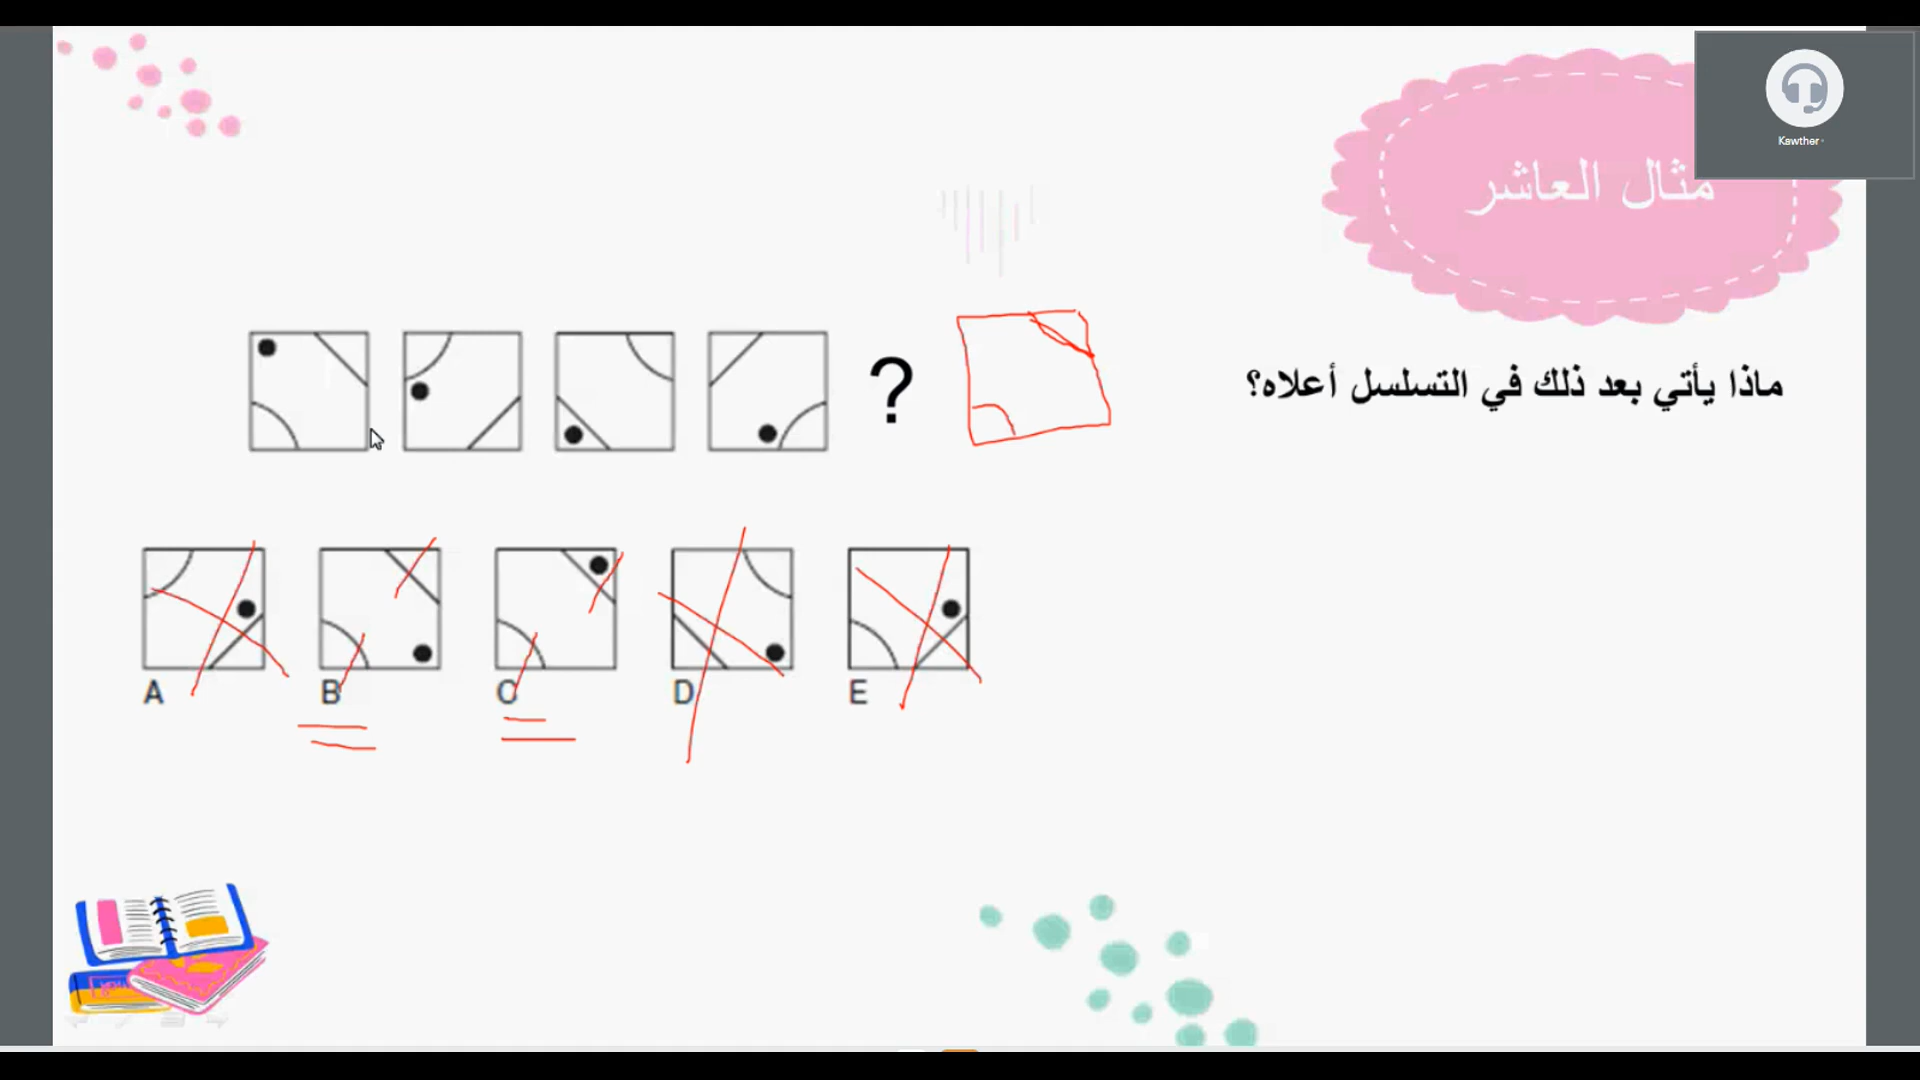 Kawther
مثال العاشر
ماذا يأتي بعد ذلك في التسلسل أعلاه؟
?
A B C D E